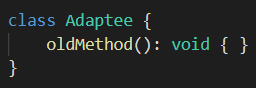 class Adaptee {
    oldMethod(): void { }
}